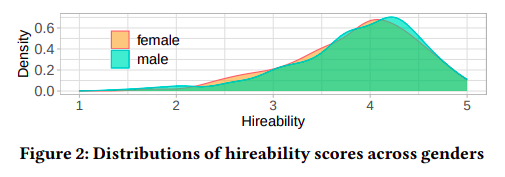 Density
0.6
0.4
0.2
0.0
female
male
1 2 3 4 5
Hireability
Figure 2: Distributions of hireability scores across genders